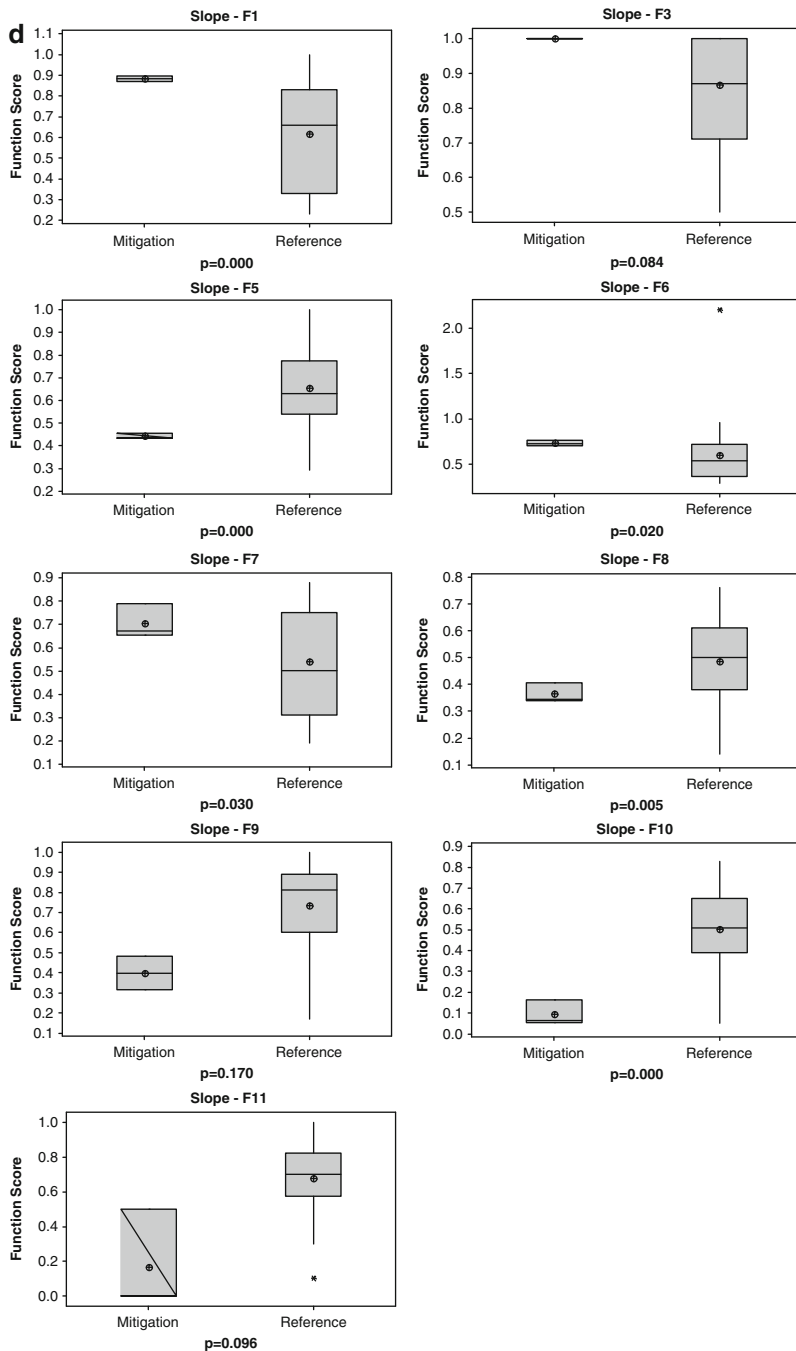 d
Slope - F1
Function Score
1.1
1.0
0.9
0.8
0.7
0.6
0.5
0.4
0.3
0.2
Mitigation Reference
p=0.000
Slope - F3
Function Score
1.0
0.9
0.8
0.7
0.6
0.5
Mitigation Reference
p=0.084
Slope - F5
Function Score
1.0
0.9
0.8
0.7
0.6
0.5
0.4
0.3
0.2
Mitigation Reference
p=0.000
Slope - F6
Function Score
2.0
1.5
1.0
0.5
Mitigation Reference
p=0.020
Slope - F7
Function Score
0.9
0.8
0.7
0.6
0.5
0.4
0.3
0.2
0.1
Mitigation Reference
p=0.030
Slope - F8
Function Score
0.8
0.7
0.6
0.5
0.4
0.3
0.2
0.1
Mitigation Reference
p=0.005
Slope - F9
Function Score
1.0
0.9
0.8
0.7
0.6
0.5
0.4
0.3
0.2
0.1
Mitigation Reference
p=0.170
Slope - F10
Function Score
0.9
0.8
0.7
0.6
0.5
0.4
0.3
0.2
0.1
0.0
Mitigation Reference
p=0.000
Slope - F11
Function Score
1.0
0.8
0.6
0.4
0.2
0.0
Mitigation Reference
p=0.096